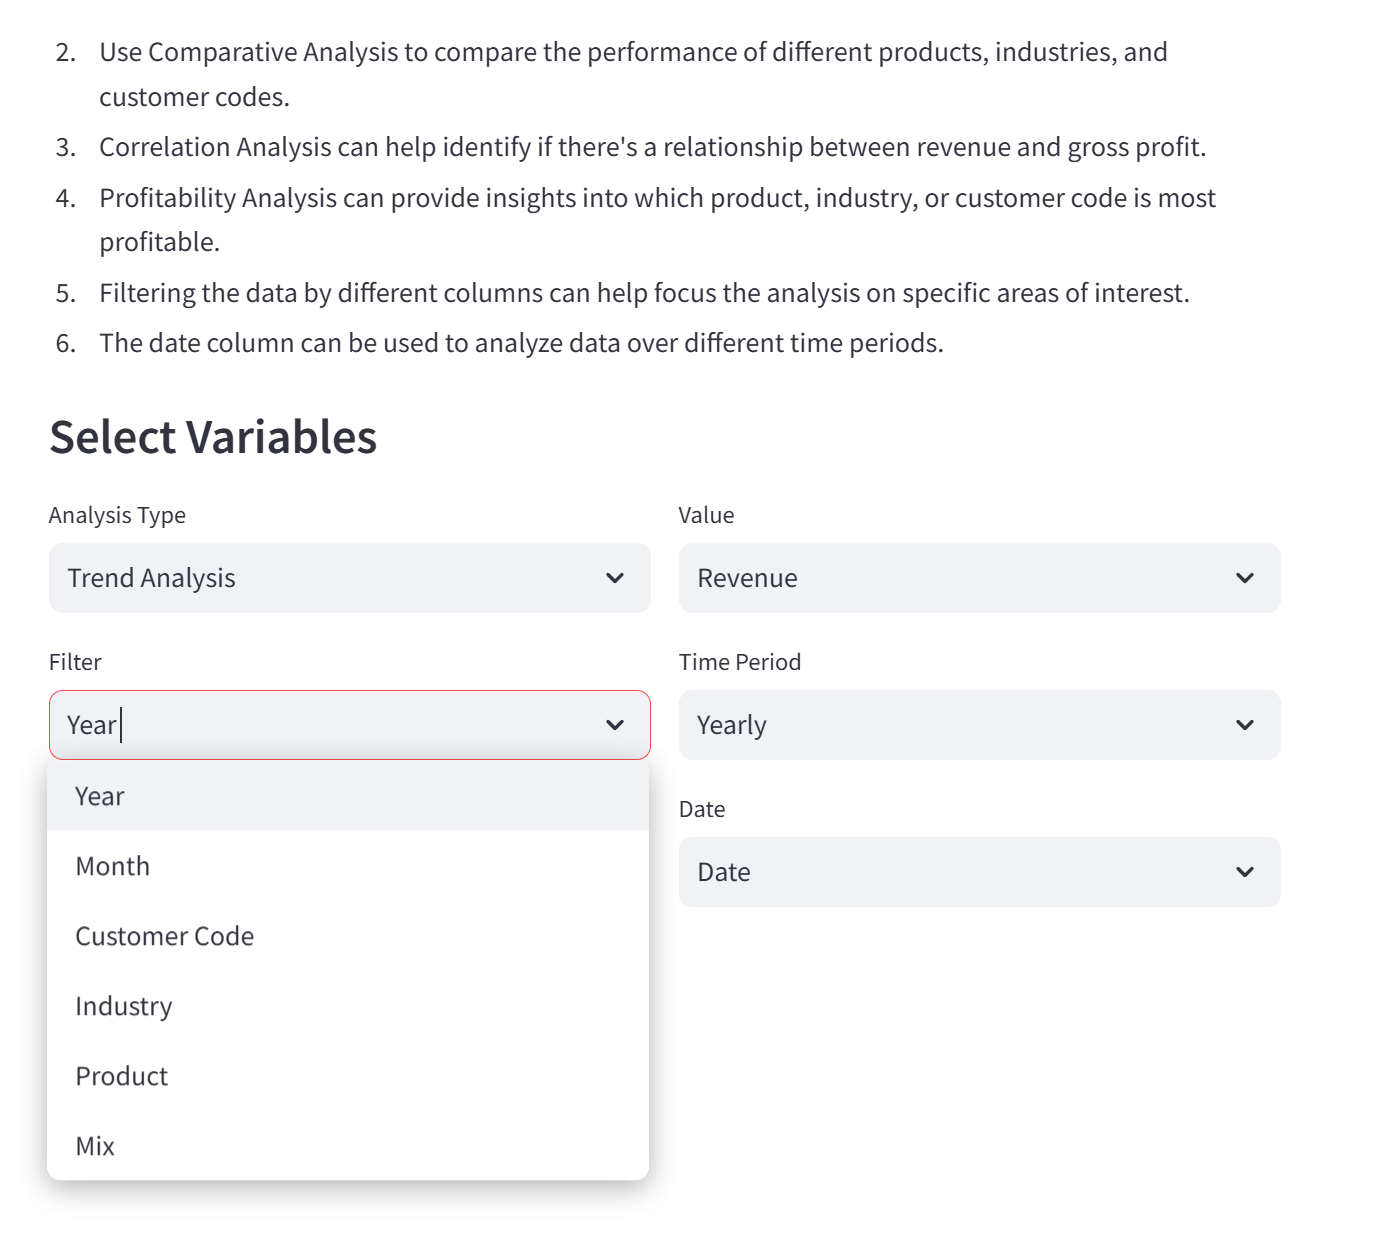 2. Use Comparative Analysis to compare the performance of different products, industries, and
customer codes.
3. Correlation Analysis can help identify if there's a relationship between revenue and gross profit.
4. Profitability Analysis can provide insights into which product, industry, or customer code is most
profitable.
5. Filtering the data by different columns can help focus the analysis on specific areas of interest.
6. The date column can be used to analyze data over different time periods.
Select Variables
Analysis Type
Trend Analysis
Value
Revenue
Filter
Year
Time Period
Yearly
Year
Month
Customer Code
Industry
Product
Mix
Date
Date